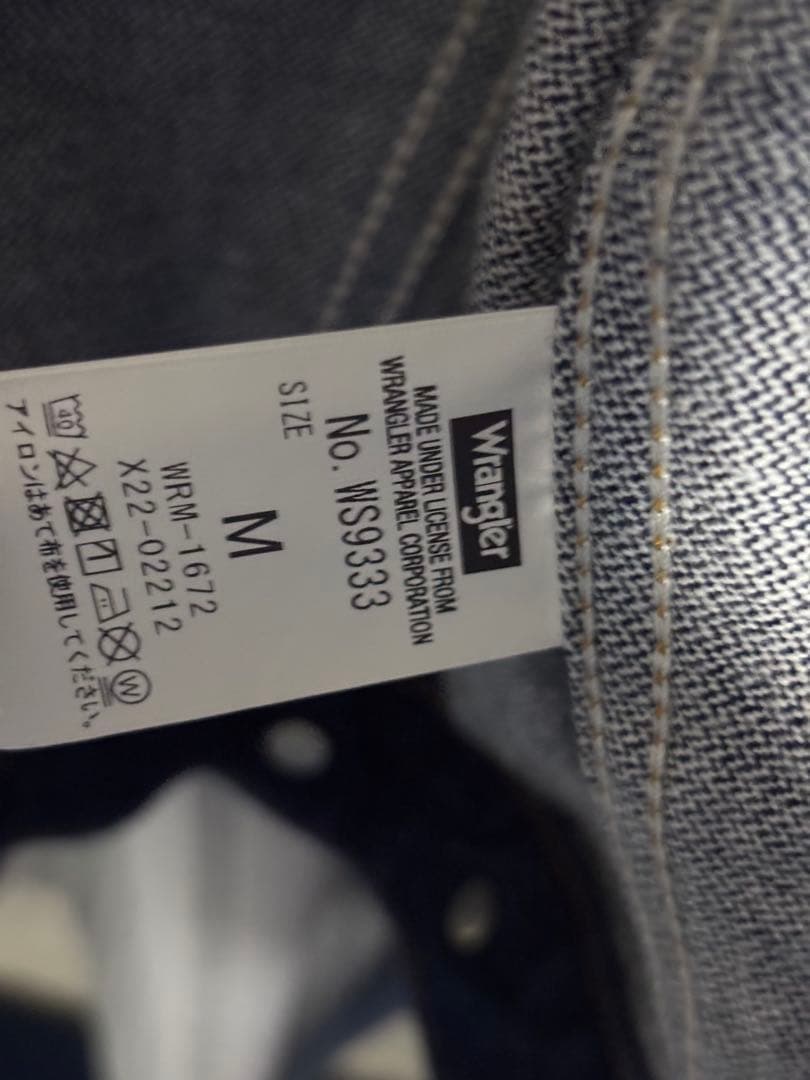 Wrangler
MADE UNDER LICENSE FROM
WRANGLER APPAREL CORPORATION
No. WS9333
SIZE
M
WRM-1672
X22-02212
40
W
アイロンはあて布を使用してください。